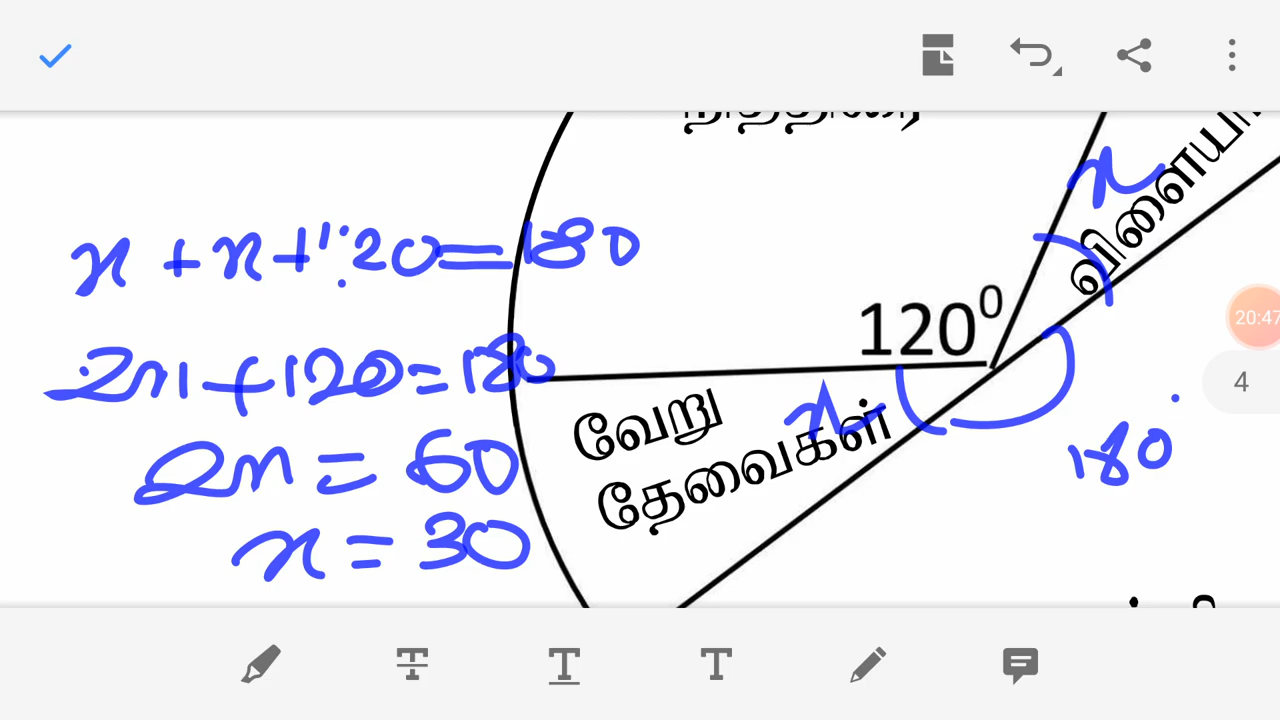 நித்திரை
விளையா
x
x + x + 120 = 180
120⁰
20:47
4
2x + 120 = 180
வேறு
x
தேவைகள்
180
2x = 60
x = 30
T
T
T